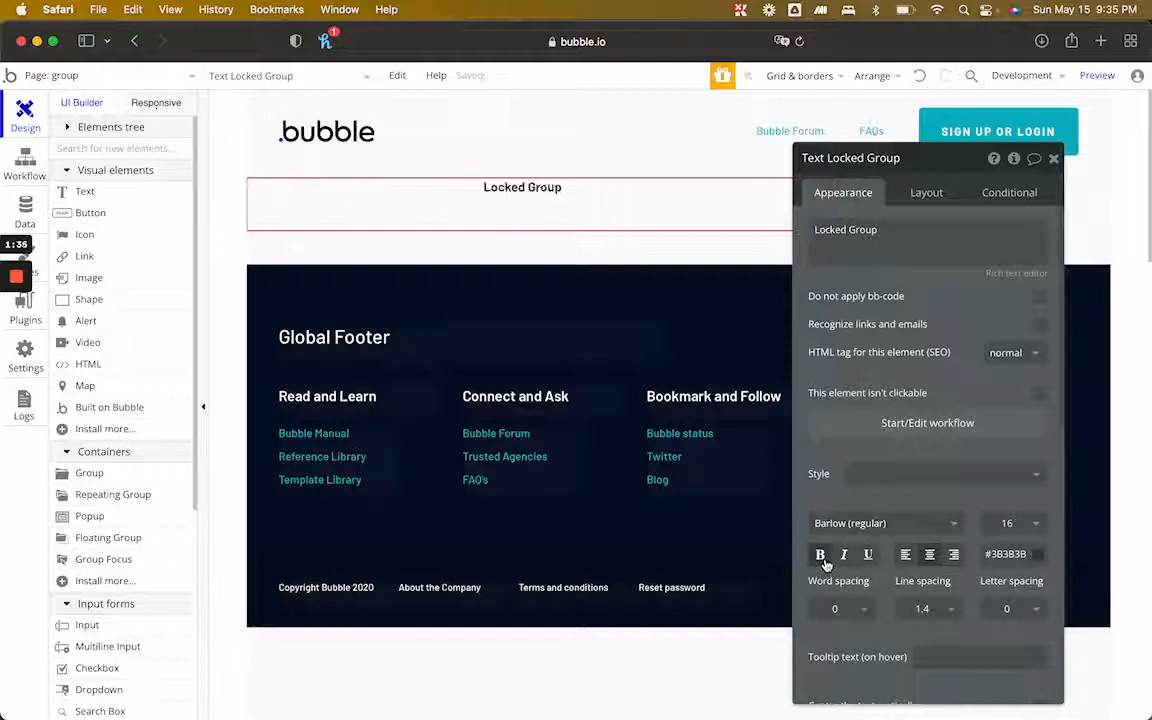 Safari File Edit View History Bookmarks Window Help Sun May 15 9:35 PM
1
bubble.io
Page: group Text Locked Group Edit Help Saving Grid & borders Arrange Development Preview
UI Builder Responsive
Design
Workflow
Data
1:36
Plugins
Settings
Logs
Elements tree
Search for new elements...
Visual elements
Text
Button
Icon
Link
Image
Shape
Alert
Video
HTML
Map
Built on Bubble
Install more...
Containers
Group
Repeating Group
Popup
Floating Group
Group Focus
Install more...
Input forms
Input
Multiline Input
Checkbox
Dropdown
Search Box
.bubble
Bubble Forum FAQs SIGN UP OR LOGIN
Locked Group
Global Footer
Read and Learn Connect and Ask Bookmark and Follow
Bubble Manual Bubble Forum Bubble status
Reference Library Trusted Agencies Twitter
Template Library FAQ's Blog
Copyright Bubble 2020 About the Company Terms and conditions Reset password
Text Locked Group
Appearance Layout Conditional
Locked Group
Rich text editor
Do not apply bb-code
Recognize links and emails
HTML tag for this element (SEO) normal
This element isn't clickable
Start/Edit workflow
Style
Barlow (regular) 16
B I U #3B3B3B
Word spacing Line spacing Letter spacing
0 1.4 0
Tooltip text (on hover)